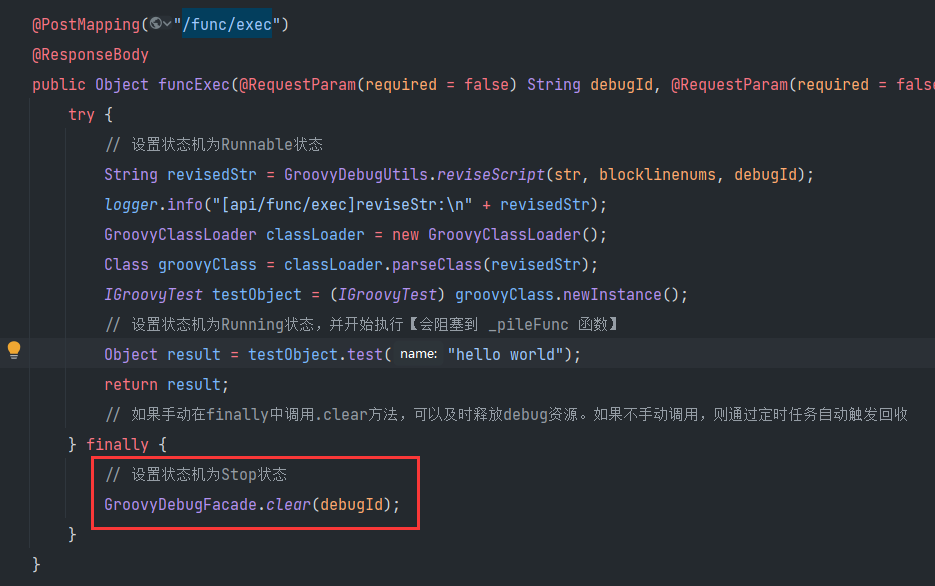 @PostMapping("/func/exec")
@ResponseBody
public Object funcExec(@RequestParam(required = false) String debugId, @RequestParam(required = fals
try {
// 设置状态机为Runnable状态
String revisedStr = GroovyDebugUtils.reviseScript(str, blocklinenums, debugId);
logger.info("[api/func/exec]reviseStr:\n" + revisedStr);
GroovyClassLoader classLoader = new GroovyClassLoader();
Class groovyClass = classLoader.parseClass(revisedStr);
IGroovyTest testObject = (IGroovyTest) groovyClass.newInstance();
// 设置状态机为Running状态，并开始执行【会阻塞到 _pileFunc 函数】
Object result = testObject.test( name: "hello world");
return result;
// 如果手动在finally中调用.clear方法，可以及时释放debug资源。如果不手动调用，则通过定时任务自动触发回收
} finally {
// 设置状态机为Stop状态
GroovyDebugFacade.clear(debugId);
}
}